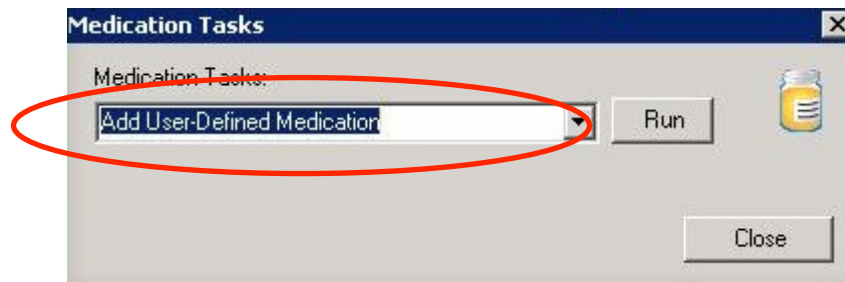 Medication Tasks
Medication Tasks:
Add User-Defined Medication
Run
Close